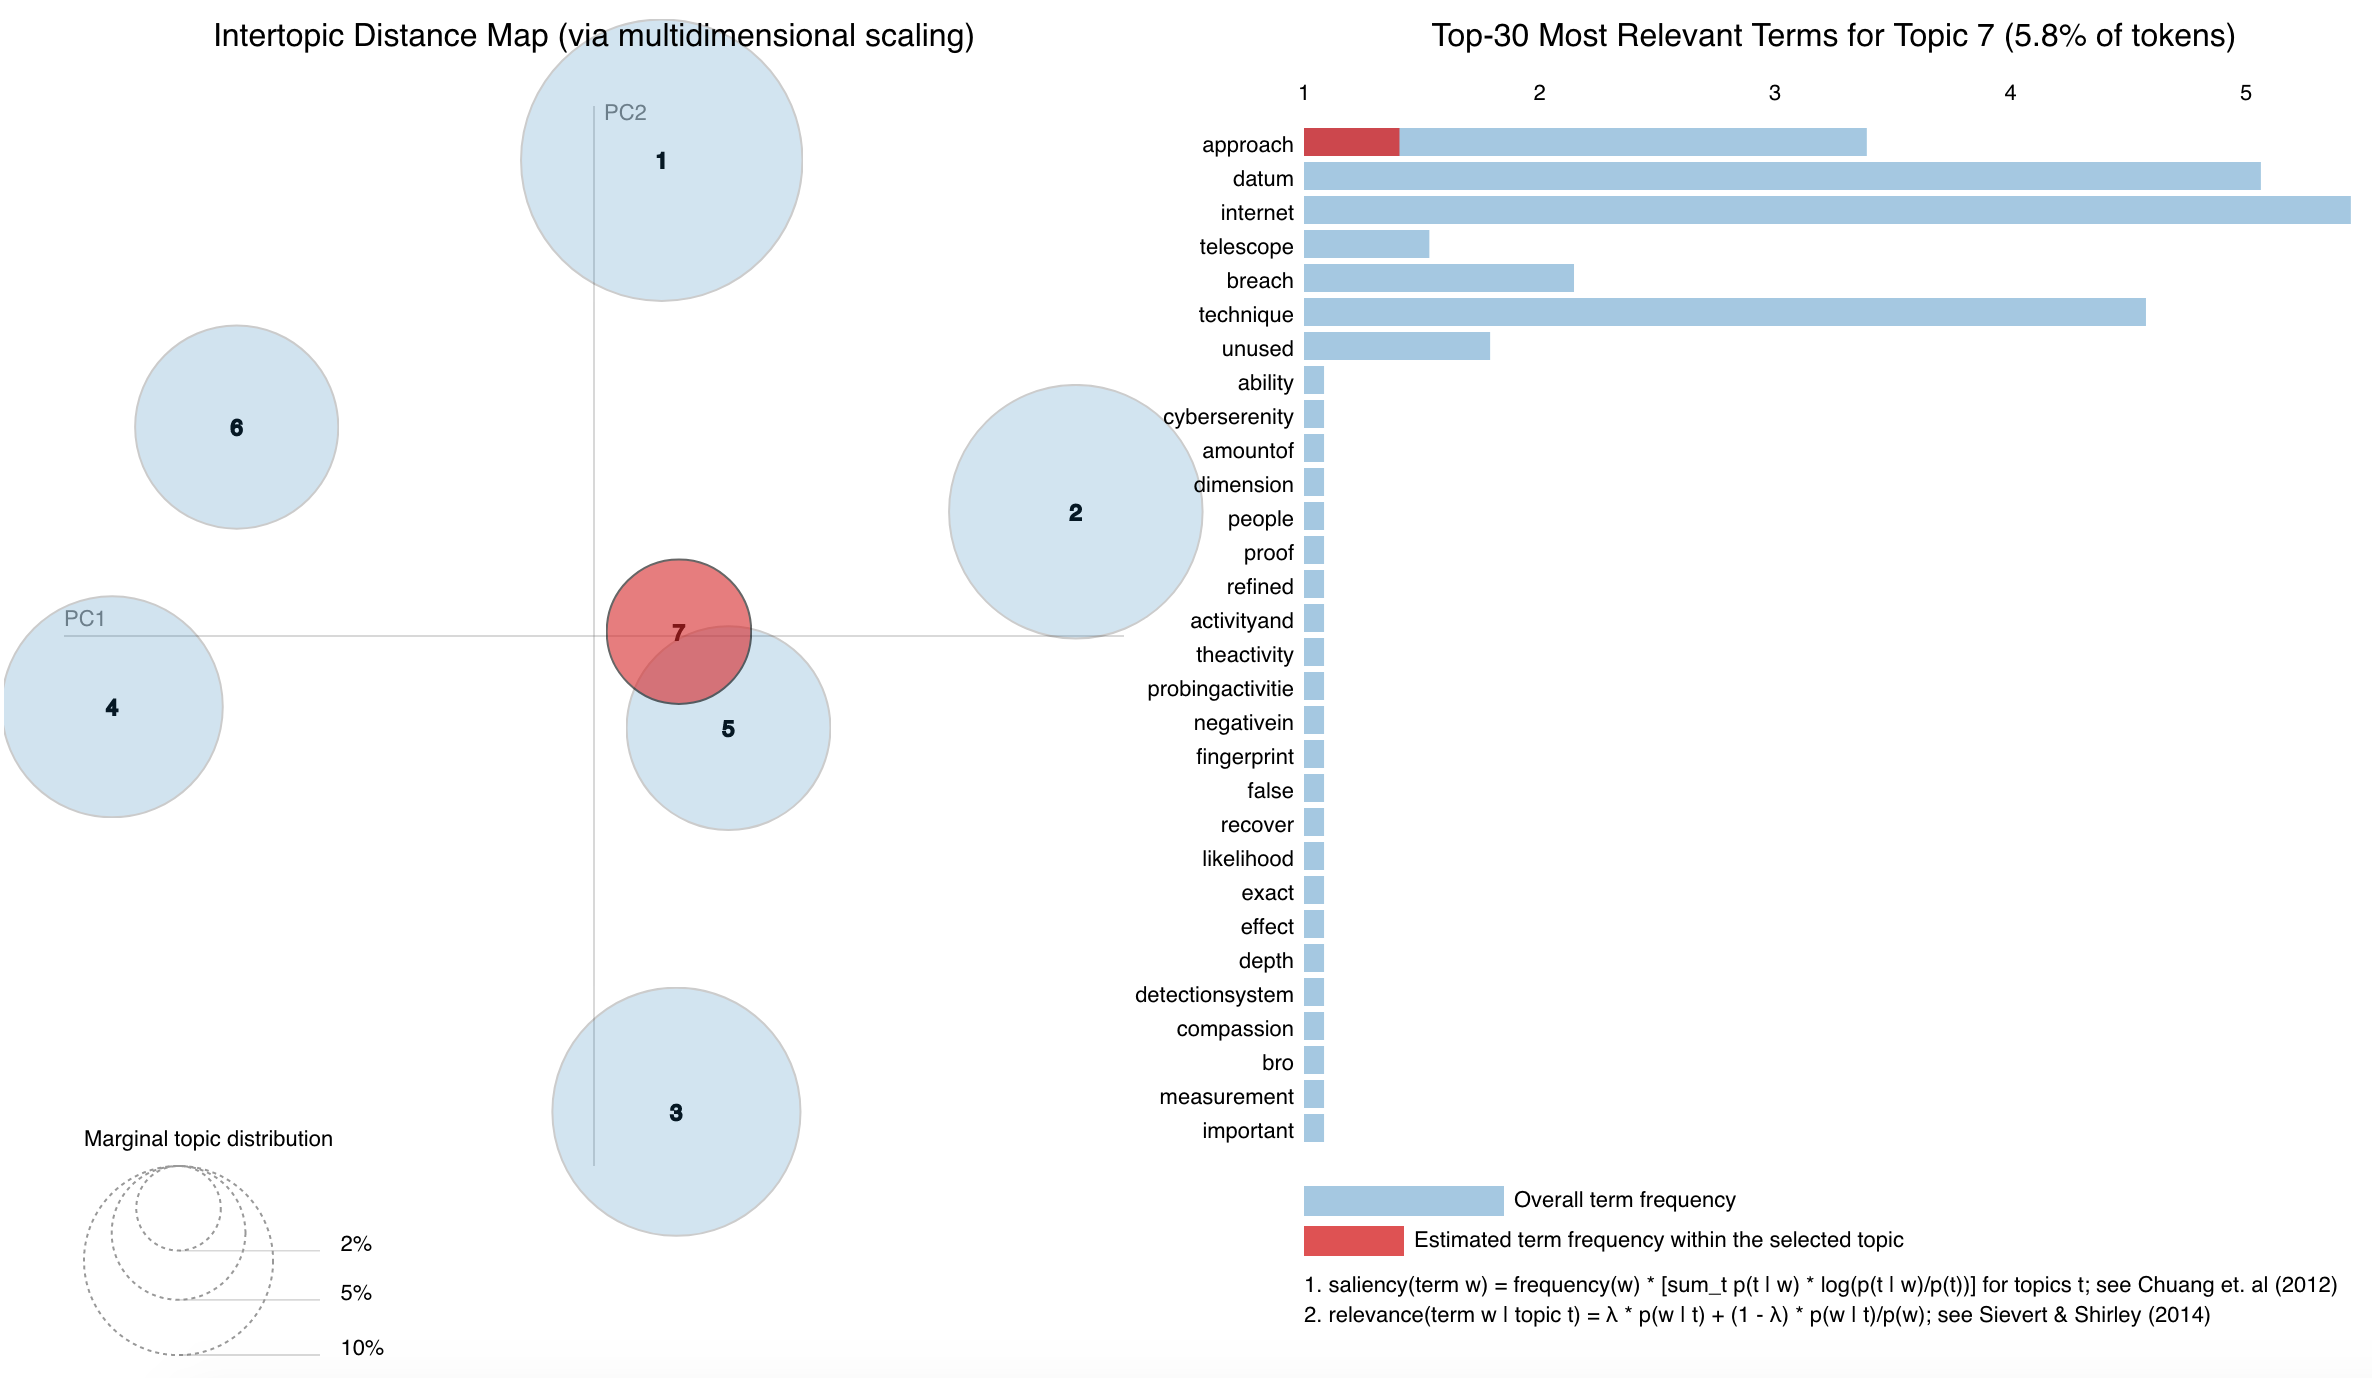 Intertopic Distance Map (via multidimensional scaling)
PC2
1
6
2
PC1
7
4
5
3
Marginal topic distribution
2%
5%
10%
Top-30 Most Relevant Terms for Topic 7 (5.8% of tokens)
1 2 3 4 5
approach
datum
internet
telescope
breach
technique
unused
ability
cyberserenity
amountof
dimension
people
proof
refined
activityand
theactivity
probingactivitie
negativein
fingerprint
false
recover
likelihood
exact
effect
depth
detectionsystem
compassion
bro
measurement
important
Overall term frequency
Estimated term frequency within the selected topic
1. saliency(term w) = frequency(w) * [sum_t p(t | w) * log(p(t | w)/p(t))] for topics t; see Chuang et. al (2012)
2. relevance(term w | topic t) = λ * p(w | t) + (1 - λ) * p(w | t)/p(w); see Sievert & Shirley (2014)